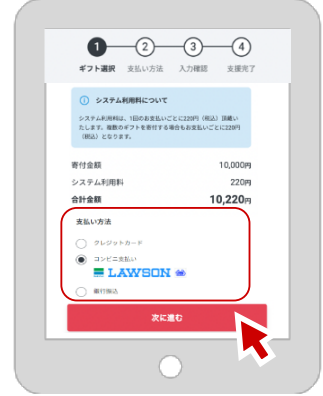 1 2 3 4
ギフト選択 支払い方法 入力確認 支援完了
システム利用料について
システム利用料は、1回のお支払いごとに220円（税込）頂戴い
たします。複数のギフトを寄付する場合もお支払いごとに220円
（税込）となります。
寄付金額 10,000円
システム利用料 220円
合計金額 10,220円
支払い方法
クレジットカード
コンビニ支払い
LAWSON
銀行振込
次に進む